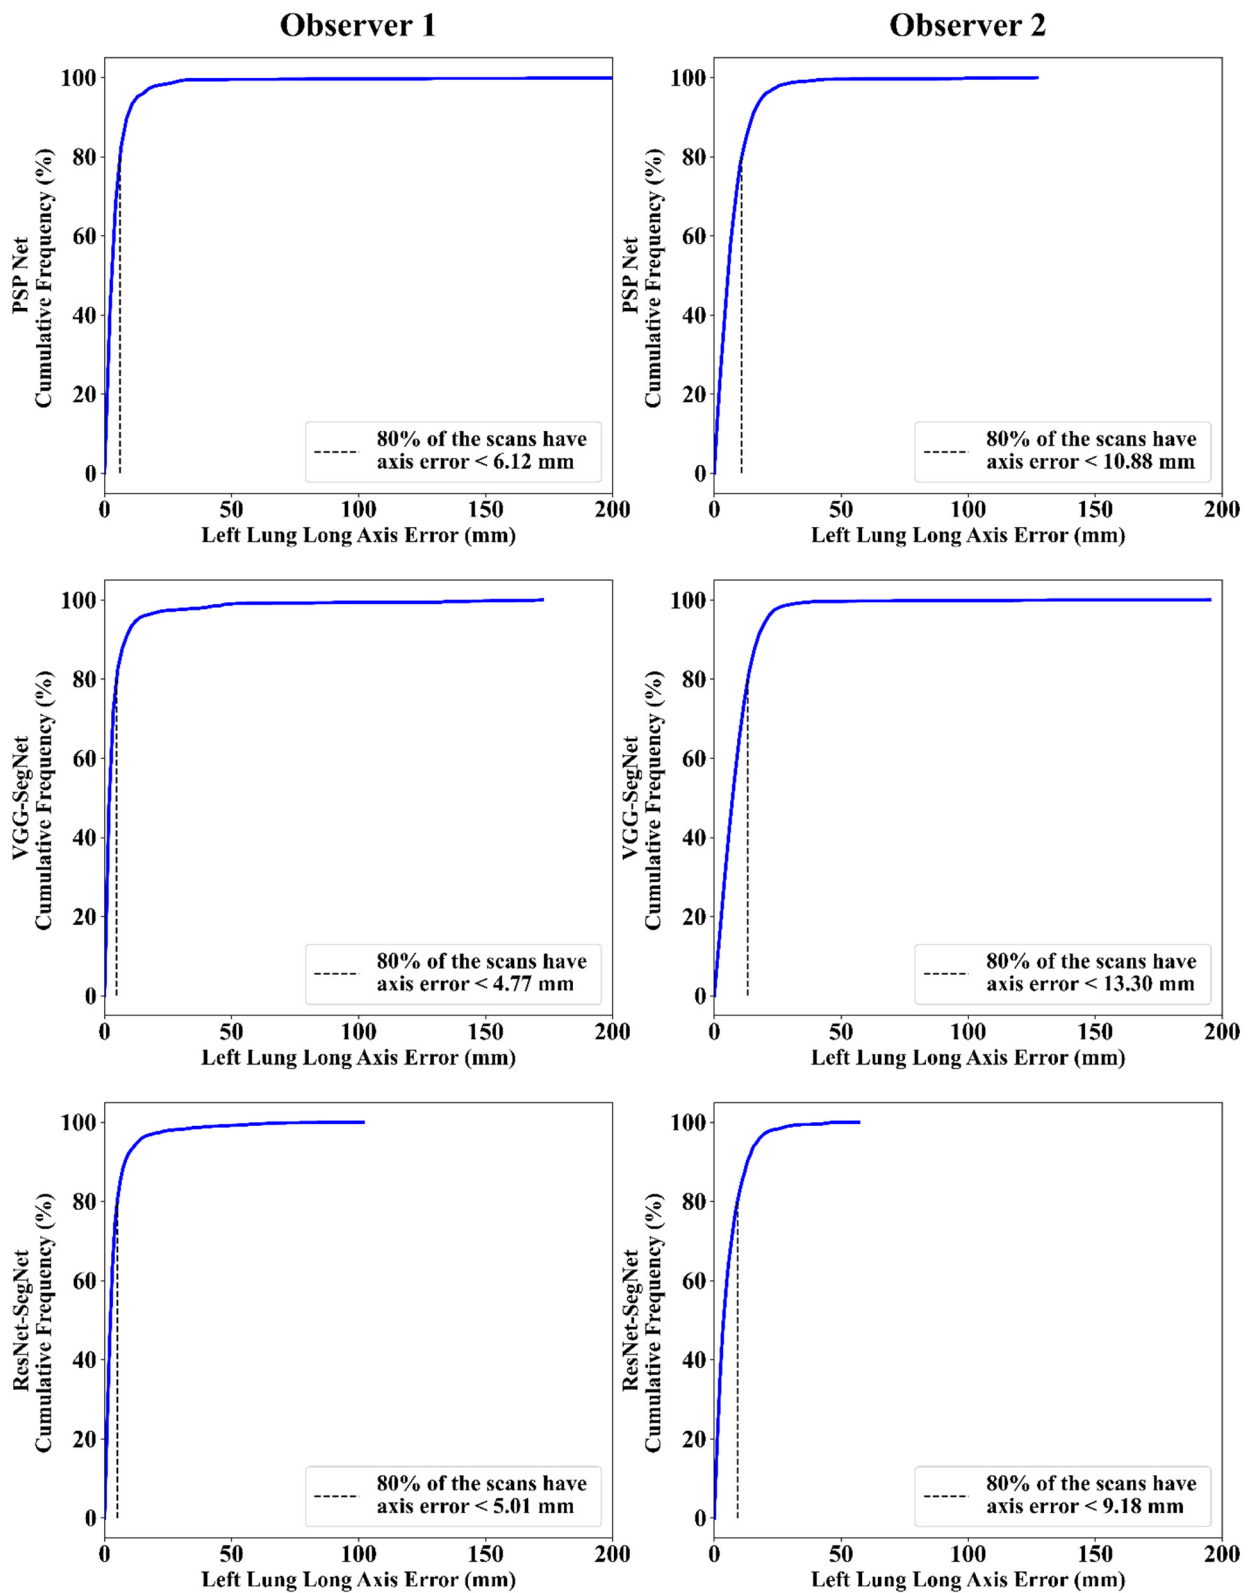 Observer 1
Observer 2
PSP Net
Cumulative Frequency (%)
100
80
60
40
20
0
80% of the scans have
axis error < 6.12 mm
0 50 100 150 200
Left Lung Long Axis Error (mm)
PSP Net
Cumulative Frequency (%)
100
80
60
40
20
0
80% of the scans have
axis error < 10.88 mm
0 50 100 150 200
Left Lung Long Axis Error (mm)
VGG-SegNet
Cumulative Frequency (%)
100
80
60
40
20
0
80% of the scans have
axis error < 4.77 mm
0 50 100 150 200
Left Lung Long Axis Error (mm)
VGG-SegNet
Cumulative Frequency (%)
100
80
60
40
20
0
80% of the scans have
axis error < 13.30 mm
0 50 100 150 200
Left Lung Long Axis Error (mm)
ResNet-SegNet
Cumulative Frequency (%)
100
80
60
40
20
0
80% of the scans have
axis error < 5.01 mm
0 50 100 150 200
Left Lung Long Axis Error (mm)
ResNet-SegNet
Cumulative Frequency (%)
100
80
60
40
20
0
80% of the scans have
axis error < 9.18 mm
0 50 100 150 200
Left Lung Long Axis Error (mm)